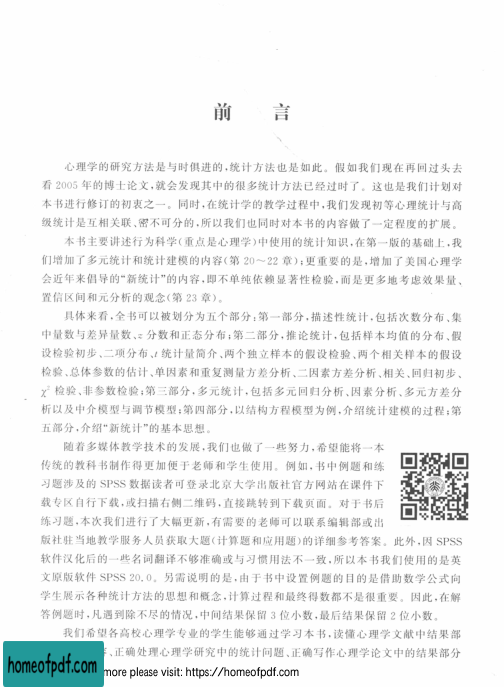 前 言
心理学的研究方法是与时俱进的,统计方法也是如此。假如我们现在再回过头去
看 2005 年的博士论文,就会发现其中的很多统计方法已经过时了。这也是我们计划对
本书进行修订的初衷之一。同时,在统计学的教学过程中,我们发现初等心理统计与高
级统计是互相关联、密不可分的,所以我们也同时对本书的内容做了一定程度的扩展。
本书主要讲述行为科学(重点是心理学)中使用的统计知识,在第一版的基础上,我
们增加了多元统计和统计建模的内容(第 20~22 章);更重要的是,增加了美国心理学
会近年来倡导的“新统计”的内容,即不单纯依赖显著性检验,而是更多地考虑效果量、
置信区间和元分析的观念(第 23 章)。
具体来看,全书可以被划分为五个部分:第一部分,描述性统计,包括次数分布、集
中量数与差异量数、z 分数和正态分布;第二部分,推论统计,包括样本均值的分布、假
设检验初步、二项分布、t 统计量简介、两个独立样本的假设检验、两个相关样本的假设
检验、总体参数的估计、单因素和重复测量方差分析、二因素方差分析、相关、回归初步、
χ² 检验、非参数检验;第三部分,多元统计,包括多元回归分析、因素分析、多元方差分
析以及中介模型与调节模型;第四部分,以结构方程模型为例,介绍统计建模的过程;第
五部分,介绍“新统计”的基本思想。
随着多媒体教学技术的发展,我们也做了一些努力,希望能将一本
传统的教科书制作得更加便于老师和学生使用。例如,书中例题和练
习题涉及的 SPSS 数据读者可登录北京大学出版社官方网站在课件下
载专区自行下载,或扫描右侧二维码,直接跳转到下载页面。对于书后
练习题,本次我们进行了大幅更新,有需要的老师可以联系编辑部或出
版社驻当地教学服务人员获取大题(计算题和应用题)的详细参考答案。此外,因 SPSS
软件汉化后的一些名词翻译不够准确或与习惯用法不一致,所以本书我们使用的是英
文原版软件 SPSS 20.0。另需说明的是,由于书中设置例题的目的是借助数学公式向
学生展示各种统计方法的思想和概念,计算过程和最终得数都不是很重要。因此,在解
答例题时,凡遇到除不尽的情况,中间结果保留 3 位小数,最后结果保留 2 位小数。
我们希望各高校心理学专业的学生能够通过学习本书,读懂心理学文献中结果部
、正确处理心理学研究中的统计问题、正确写作心理学论文中的结果部分
homeofpdf.com
more please visit: https://homeofpdf.com